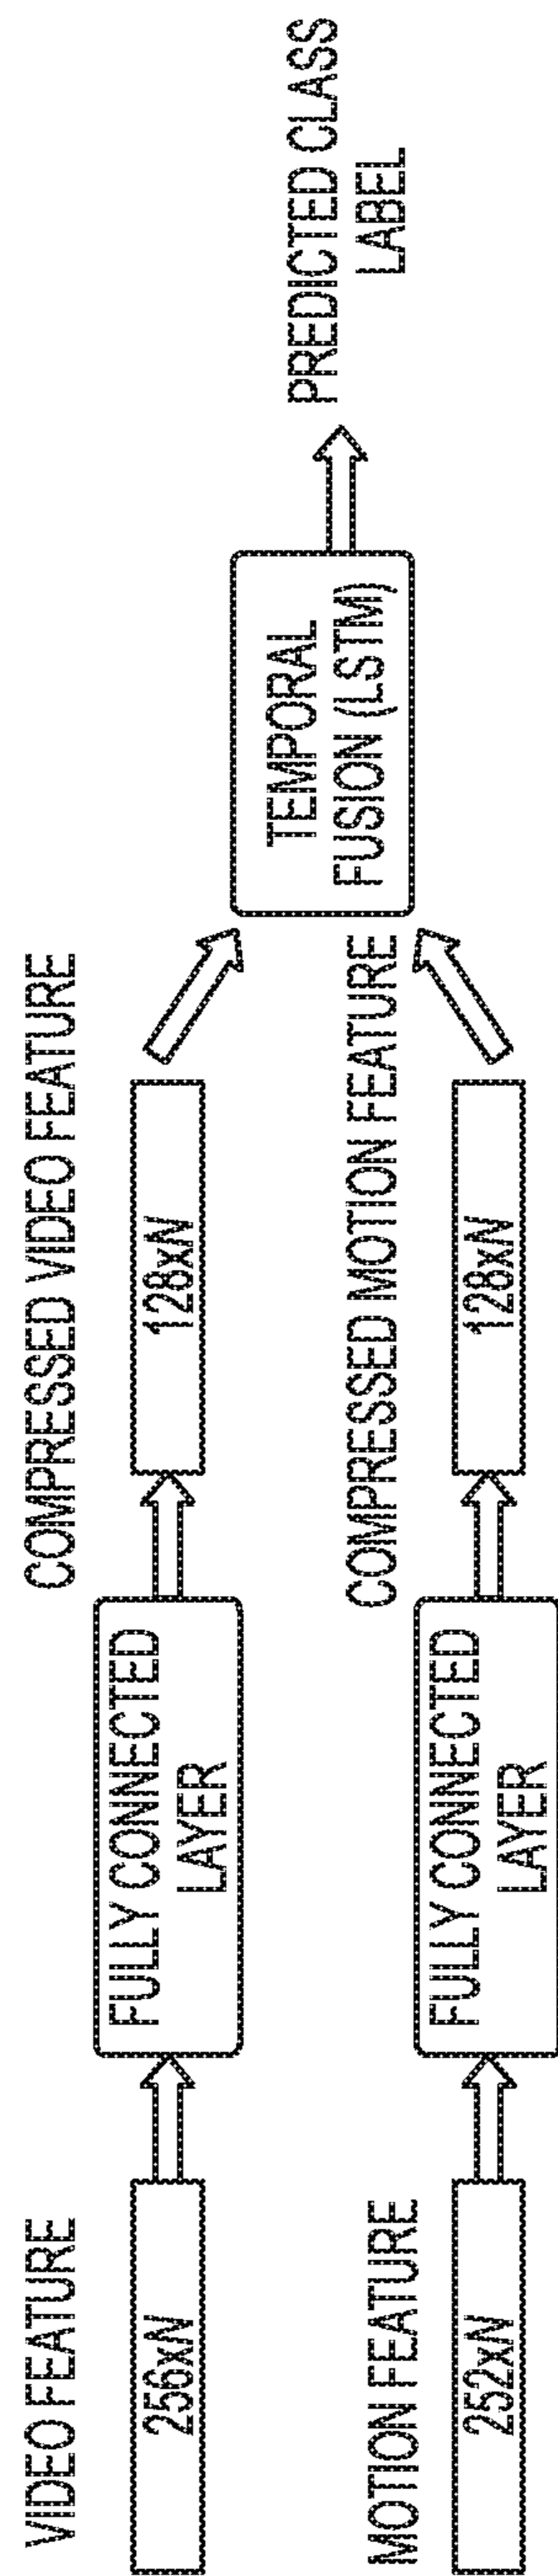 VIDEO FEATURE
256xN
FULLY CONNECTED
LAYER
COMPRESSED VIDEO FEATURE
128xN
MOTION FEATURE
252xN
FULLY CONNECTED
LAYER
COMPRESSED MOTION FEATURE
128xN
TEMPORAL
FUSION (LSTM)
PREDICTED CLASS
LABEL